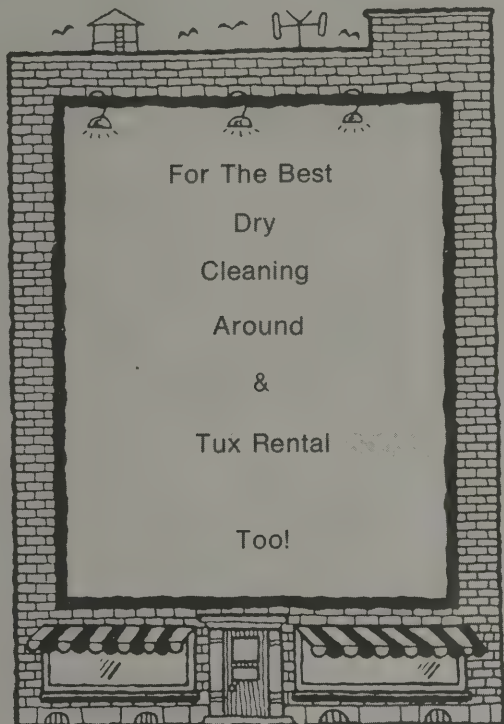 For The Best
Dry
Cleaning
Around
&
Tux Rental
Too!